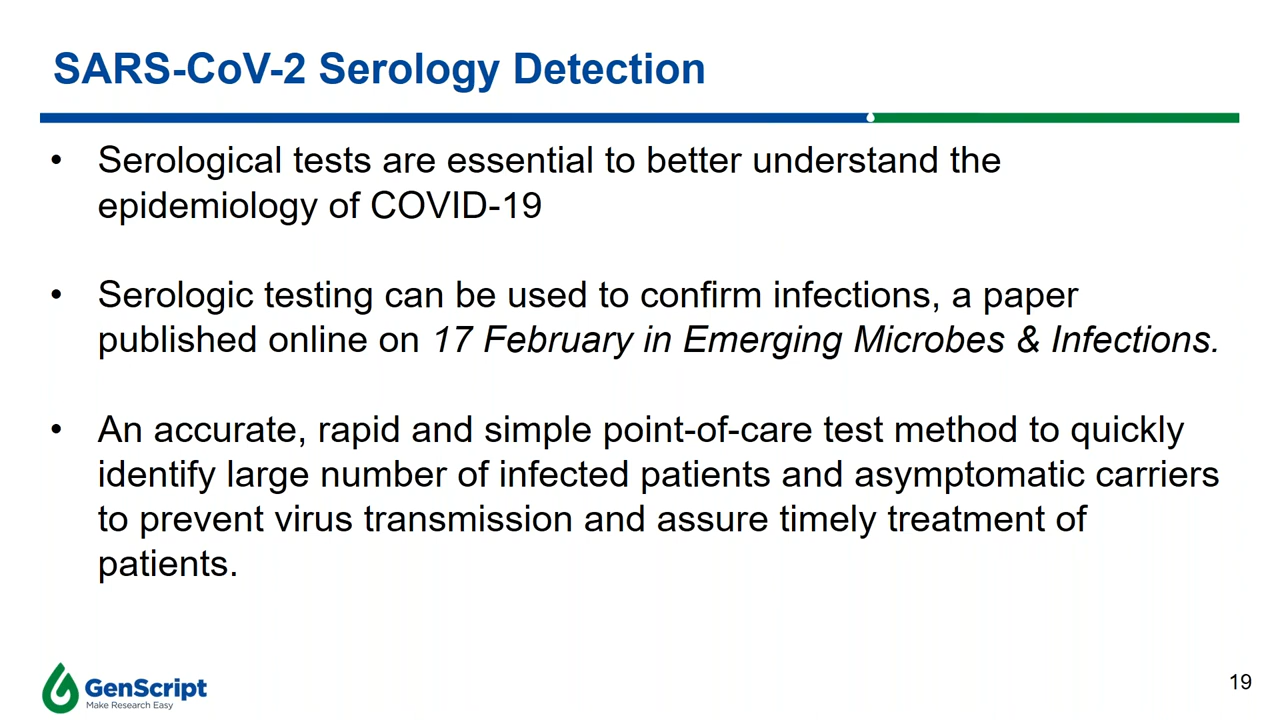 SARS-CoV-2 Serology Detection
• Serological tests are essential to better understand the
epidemiology of COVID-19
• Serologic testing can be used to confirm infections, a paper
published online on 17 February in Emerging Microbes & Infections.
• An accurate, rapid and simple point-of-care test method to quickly
identify large number of infected patients and asymptomatic carriers
to prevent virus transmission and assure timely treatment of
patients.
GenScript
Make Research Easy
19